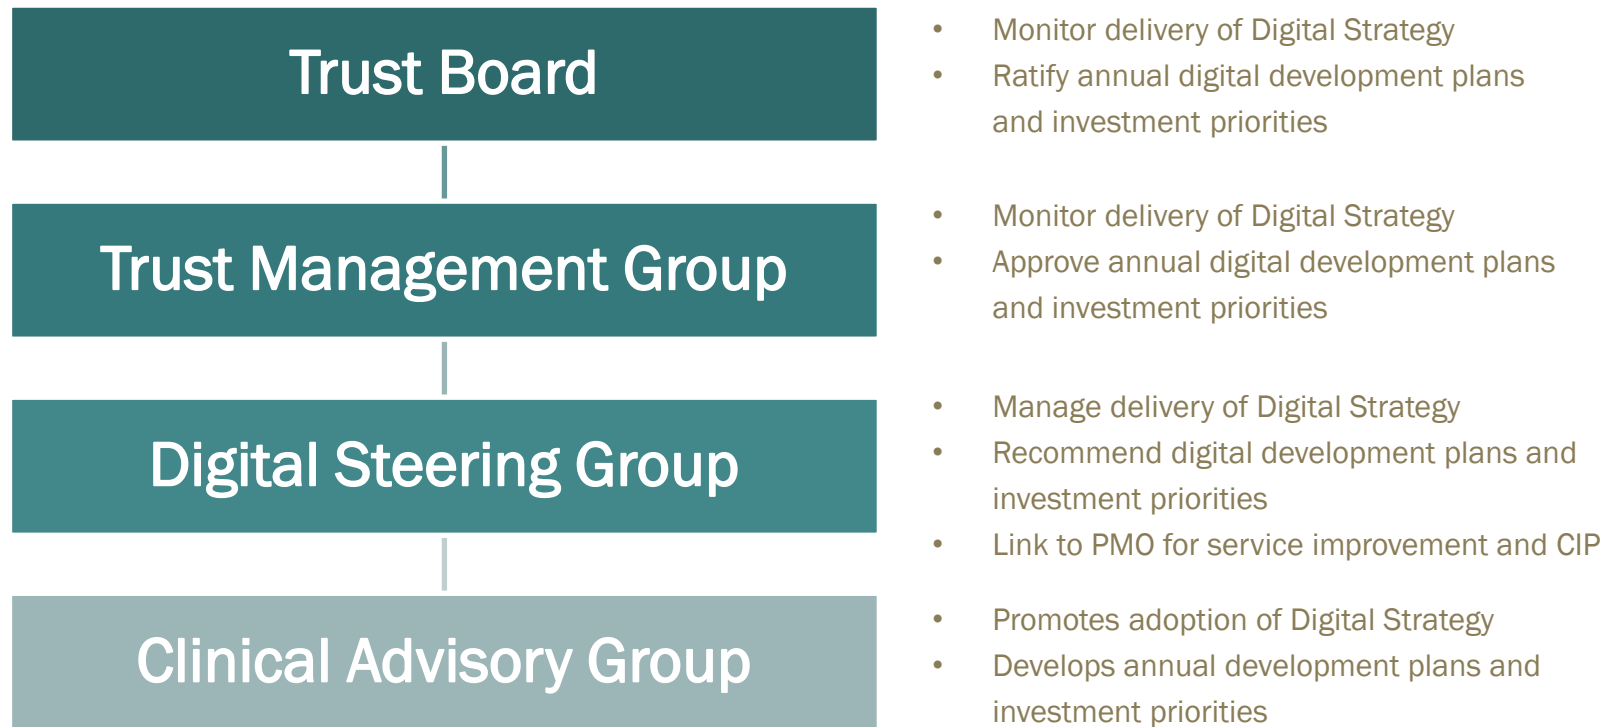 Trust Board
• Monitor delivery of Digital Strategy
• Ratify annual digital development plans
and investment priorities
Trust Management Group
• Monitor delivery of Digital Strategy
• Approve annual digital development plans
and investment priorities
Digital Steering Group
• Manage delivery of Digital Strategy
• Recommend digital development plans and
investment priorities
• Link to PMO for service improvement and CIP
Clinical Advisory Group
• Promotes adoption of Digital Strategy
• Develops annual development plans and
investment priorities